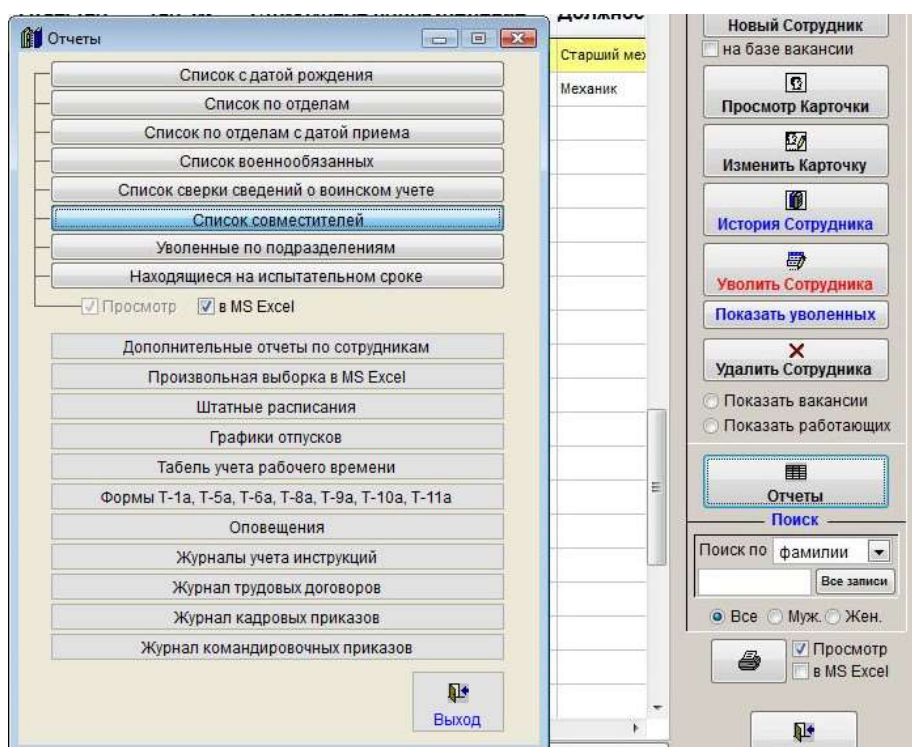 Отчеты
Список с датой рождения
Список по отделам
Список по отделам с датой приема
Список военнообязанных
Список сверки сведений о воинском учете
Список совместителей
Уволенные по подразделениям
Находящиеся на испытательном сроке
Просмотр в MS Excel
Дополнительные отчеты по сотрудникам
Произвольная выборка в MS Excel
Штатные расписания
Графики отпусков
Табель учета рабочего времени
Формы Т-1а, Т-5а, Т-6а, Т-8а, Т-9а, Т-10а, Т-11а
Оповещения
Журналы учета инструкций
Журнал трудовых договоров
Журнал кадровых приказов
Журнал командировочных приказов
Выход
Должнос
Старший мех
Механик
Новый Сотрудник
на базе вакансии
Просмотр Карточки
Изменить Карточку
История Сотрудника
Уволить Сотрудника
Показать уволенных
Удалить Сотрудника
Показать вакансии
Показать работающих
Отчеты
Поиск
Поиск по фамилии
Все записи
Все Муж. Жен.
Просмотр
в MS Excel